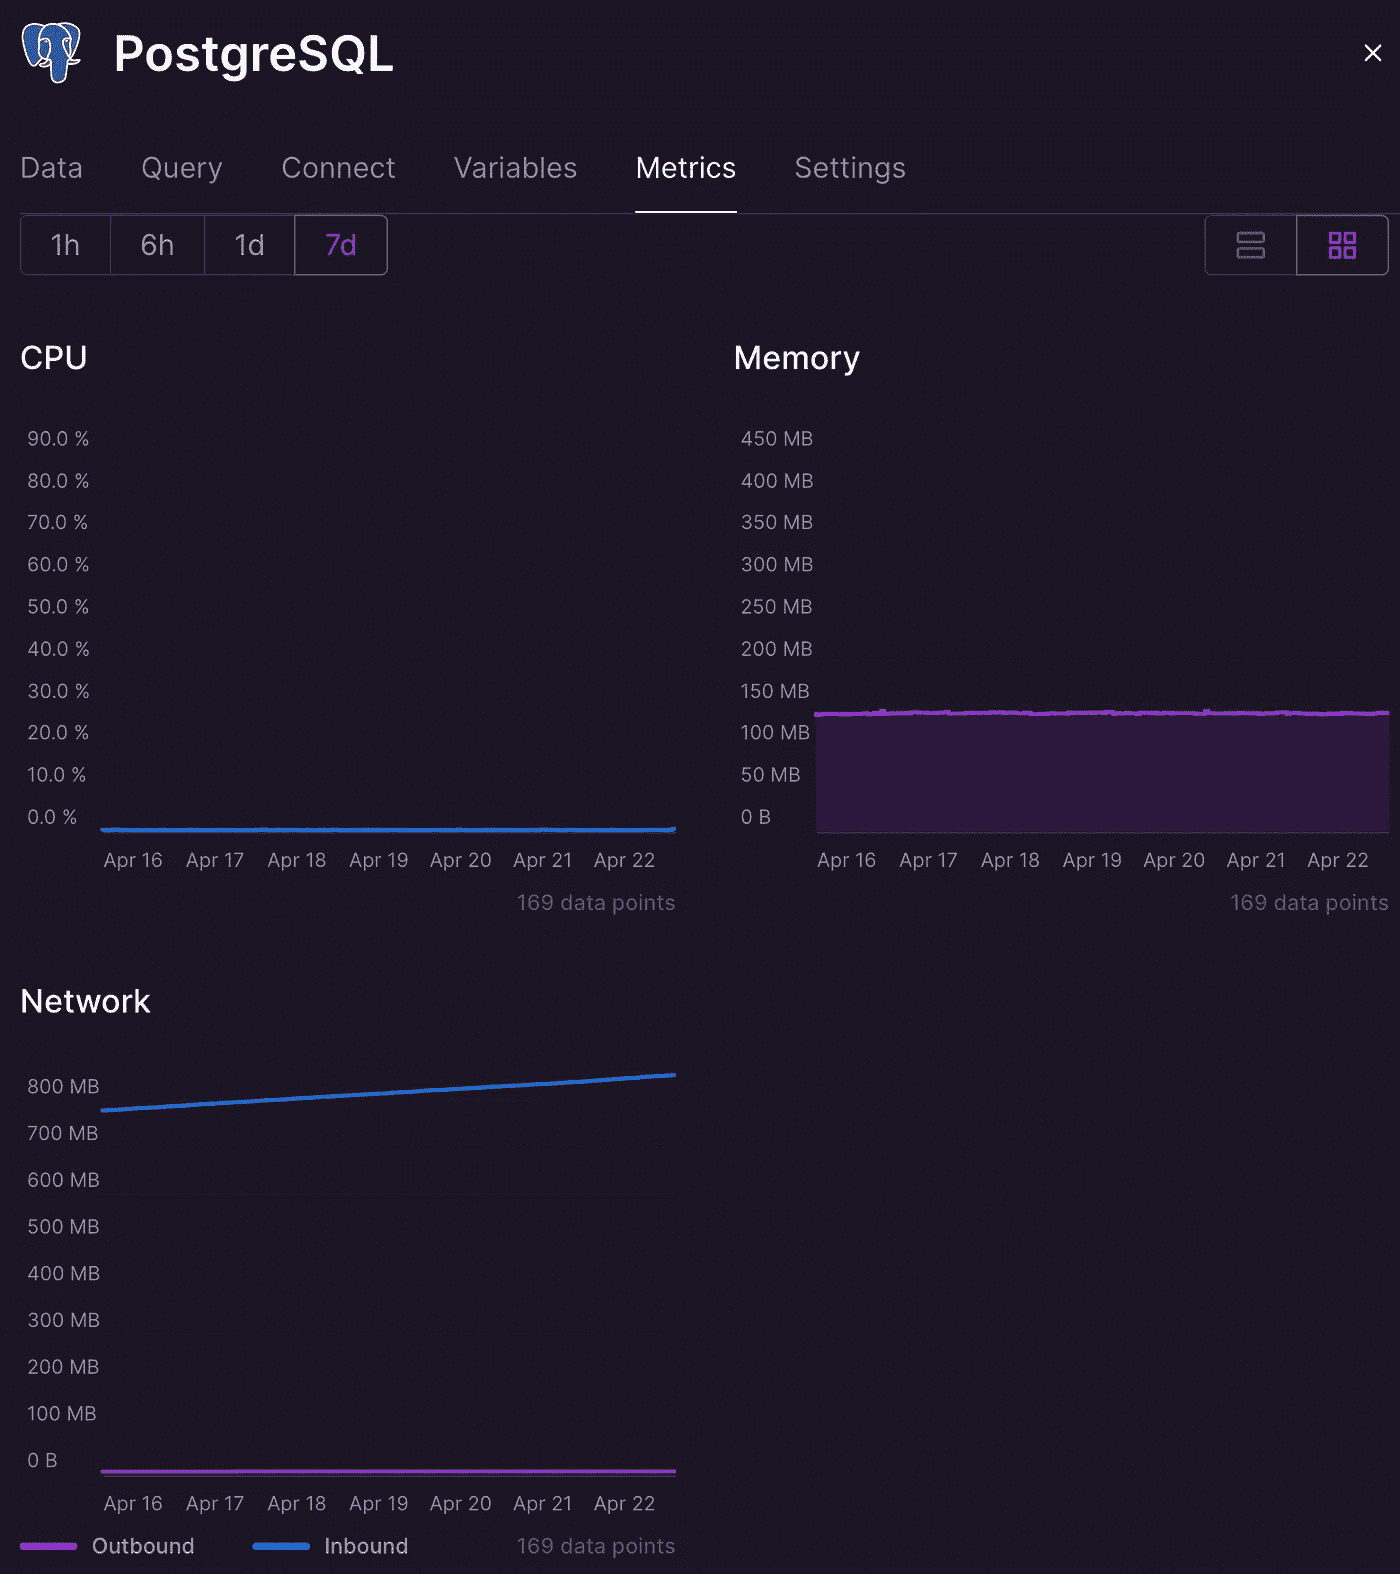 PostgreSQL
Data Query Connect Variables Metrics Settings
1h 6h 1d 7d
CPU
90.0 %
80.0 %
70.0 %
60.0 %
50.0 %
40.0 %
30.0 %
20.0 %
10.0 %
0.0 %
Apr 16 Apr 17 Apr 18 Apr 19 Apr 20 Apr 21 Apr 22
169 data points
Memory
450 MB
400 MB
350 MB
300 MB
250 MB
200 MB
150 MB
100 MB
50 MB
0 B
Apr 16 Apr 17 Apr 18 Apr 19 Apr 20 Apr 21 Apr 22
169 data points
Network
800 MB
700 MB
600 MB
500 MB
400 MB
300 MB
200 MB
100 MB
0 B
Apr 16 Apr 17 Apr 18 Apr 19 Apr 20 Apr 21 Apr 22
Outbound Inbound 169 data points